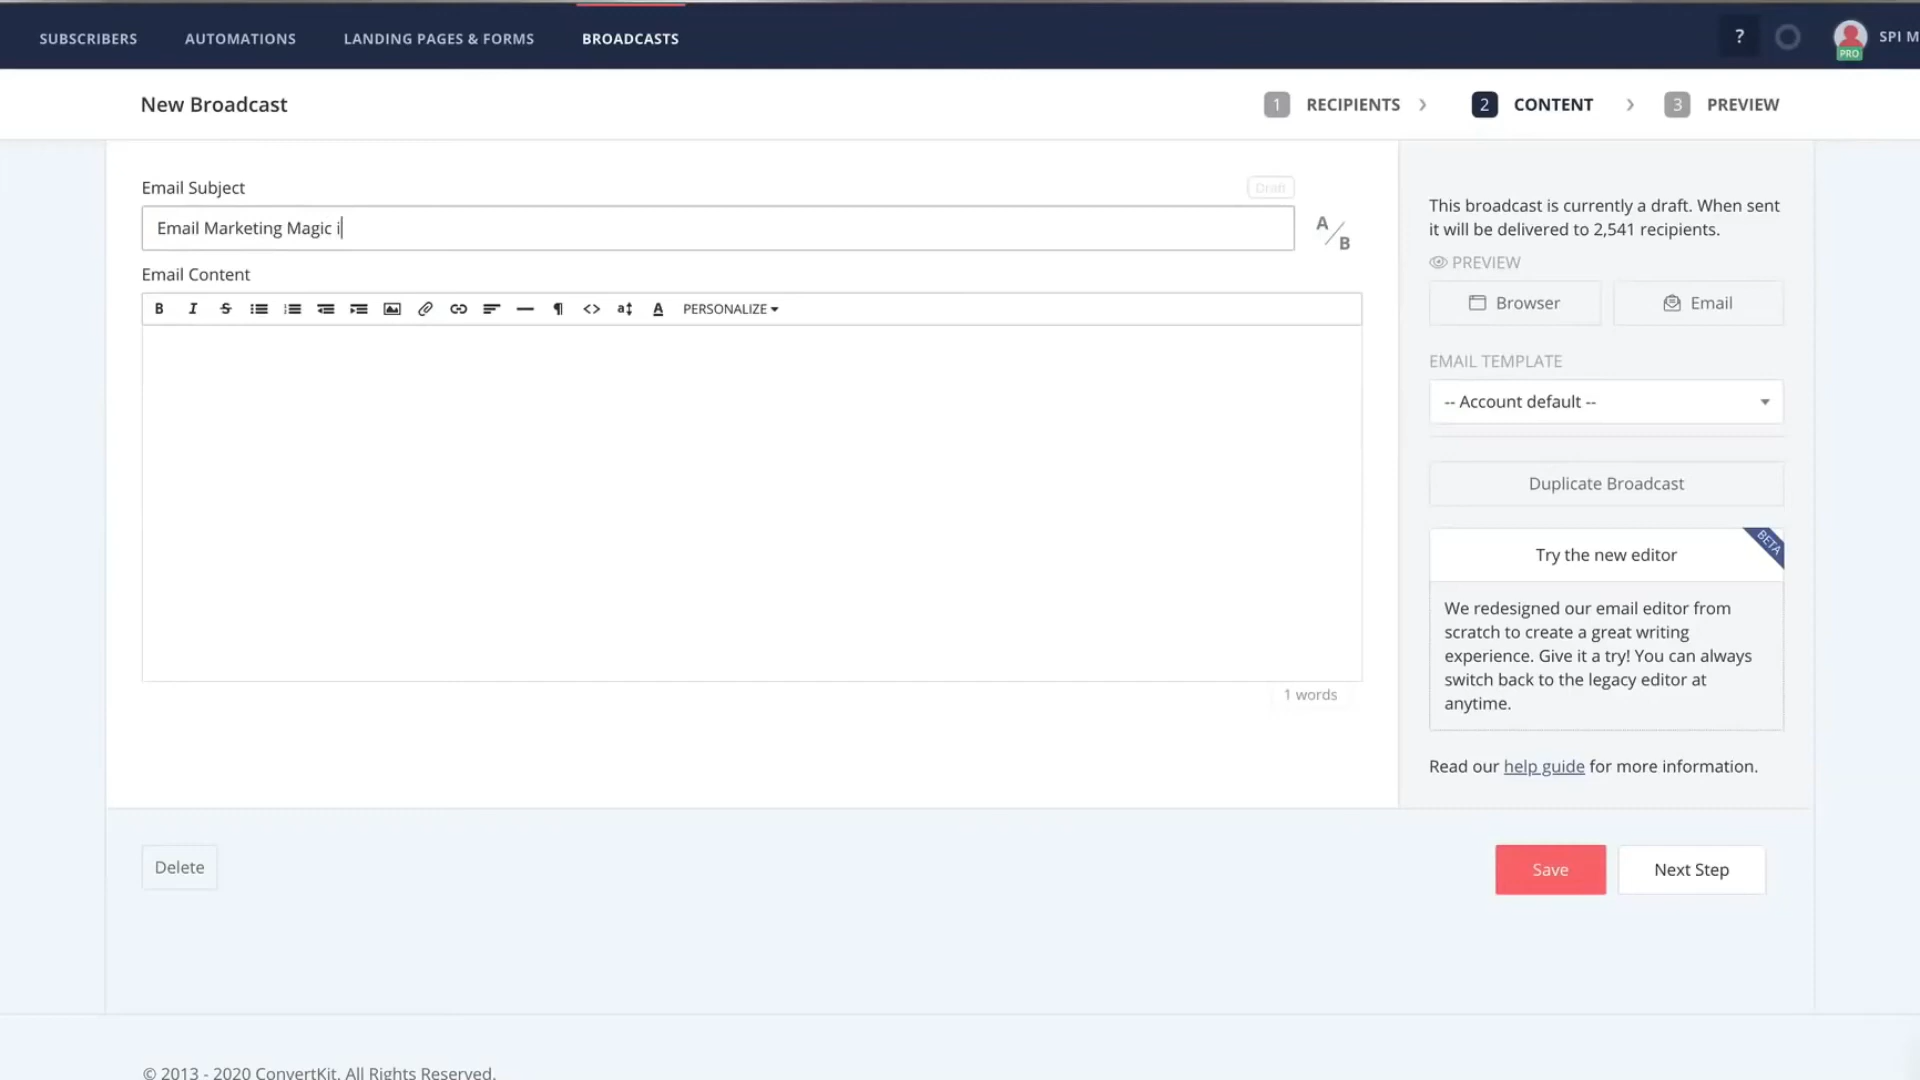 SUBSCRIBERS AUTOMATIONS LANDING PAGES & FORMS BROADCASTS ? PRO SPI M
New Broadcast 1 RECIPIENTS 2 CONTENT 3 PREVIEW
Email Subject Draft
Email Marketing Magic i
A/B
Email Content
B I S A PERSONALIZE
1 words
This broadcast is currently a draft. When sent
it will be delivered to 2,541 recipients.
PREVIEW
Browser Email
EMAIL TEMPLATE
-- Account default --
Duplicate Broadcast
BETA
Try the new editor
We redesigned our email editor from
scratch to create a great writing
experience. Give it a try! You can always
switch back to the legacy editor at
anytime.
Read our help guide for more information.
Delete Save Next Step
© 2013 - 2020 ConvertKit. All Rights Reserved.